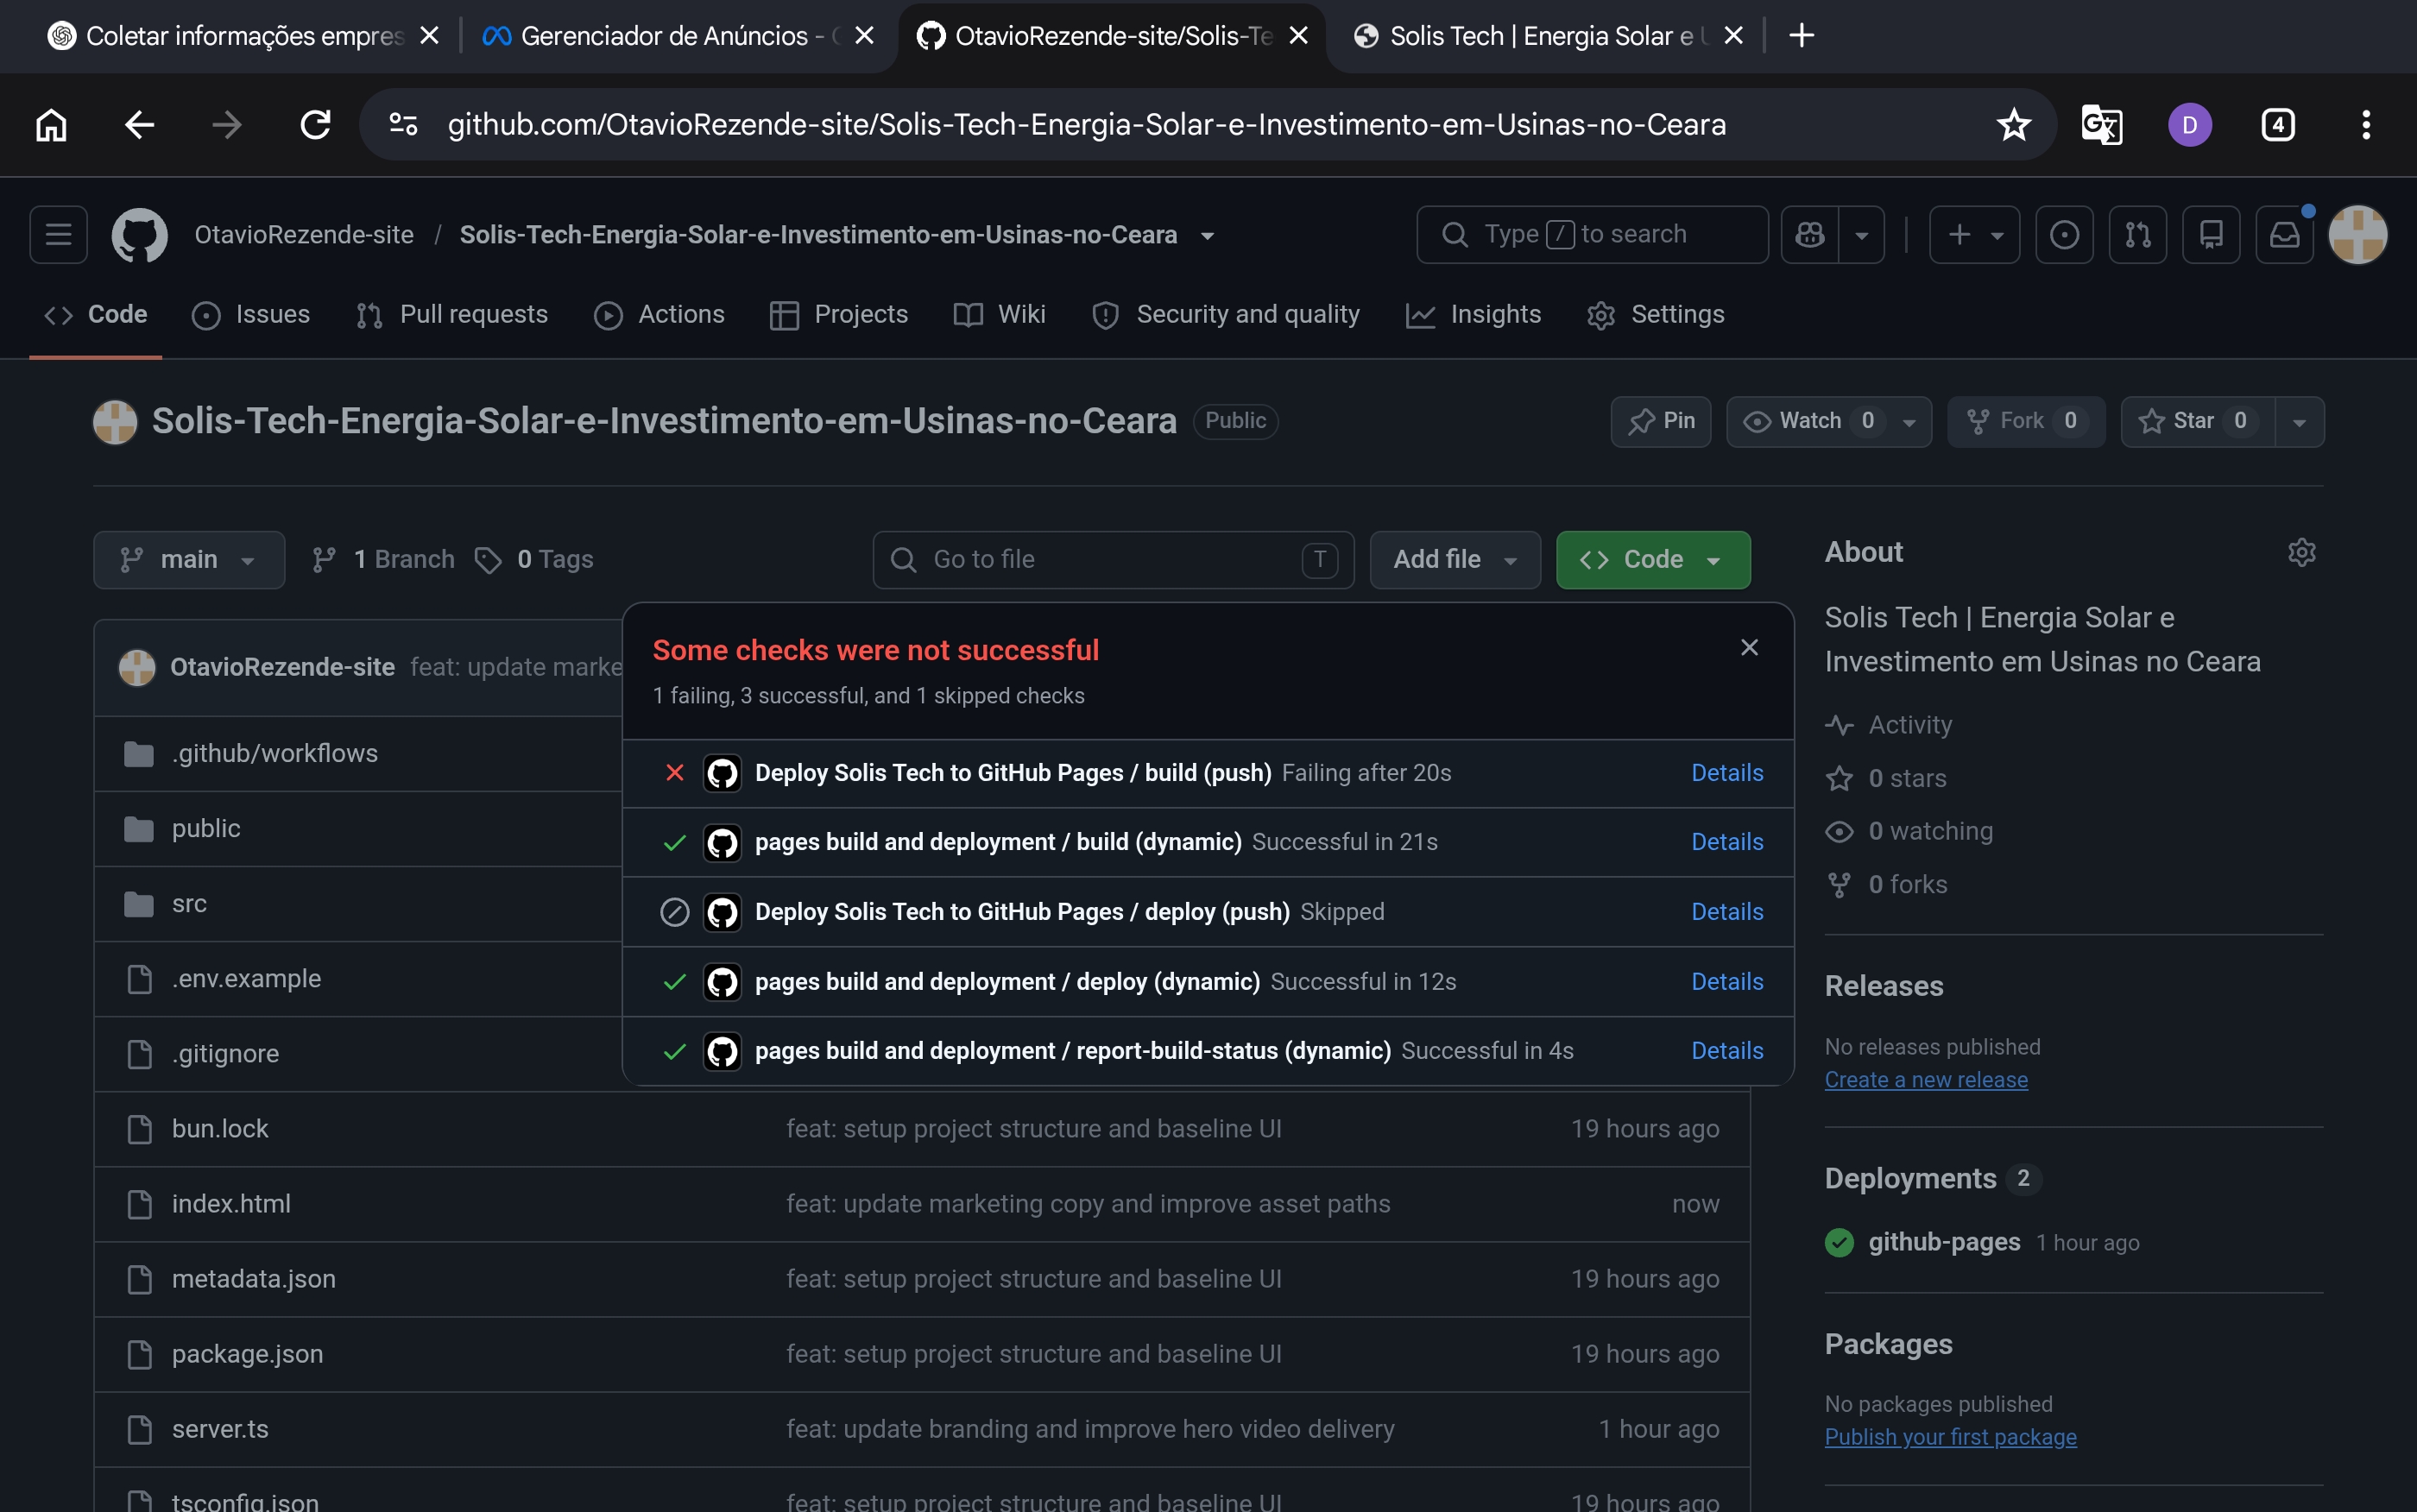 Coletar informações empres
Gerenciador de Anúncios -
OtavioRezende-site/Solis-Te
Solis Tech | Energia Solar e
github.com/OtavioRezende-site/Solis-Tech-Energia-Solar-e-Investimento-em-Usinas-no-Ceara
D
4
OtavioRezende-site / Solis-Tech-Energia-Solar-e-Investimento-em-Usinas-no-Ceara
Type / to search
Code
Issues
Pull requests
Actions
Projects
Wiki
Security and quality
Insights
Settings
Solis-Tech-Energia-Solar-e-Investimento-em-Usinas-no-Ceara Public
Pin
Watch 0
Fork 0
Star 0
main
1 Branch
0 Tags
Go to file T
Add file
Code
OtavioRezende-site feat: update marke
.github/workflows
public
src
.env.example
.gitignore
Some checks were not successful
1 failing, 3 successful, and 1 skipped checks
Deploy Solis Tech to GitHub Pages / build (push) Failing after 20s Details
pages build and deployment / build (dynamic) Successful in 21s Details
Deploy Solis Tech to GitHub Pages / deploy (push) Skipped Details
pages build and deployment / deploy (dynamic) Successful in 12s Details
pages build and deployment / report-build-status (dynamic) Successful in 4s Details
bun.lock feat: setup project structure and baseline UI 19 hours ago
index.html feat: update marketing copy and improve asset paths now
metadata.json feat: setup project structure and baseline UI 19 hours ago
package.json feat: setup project structure and baseline UI 19 hours ago
server.ts feat: update branding and improve hero video delivery 1 hour ago
tsconfig.json feat: setup project structure and baseline UI 19 hours ago
About
Solis Tech | Energia Solar e
Investimento em Usinas no Ceara
Activity
0 stars
0 watching
0 forks
Releases
No releases published
Create a new release
Deployments 2
github-pages 1 hour ago
Packages
No packages published
Publish your first package